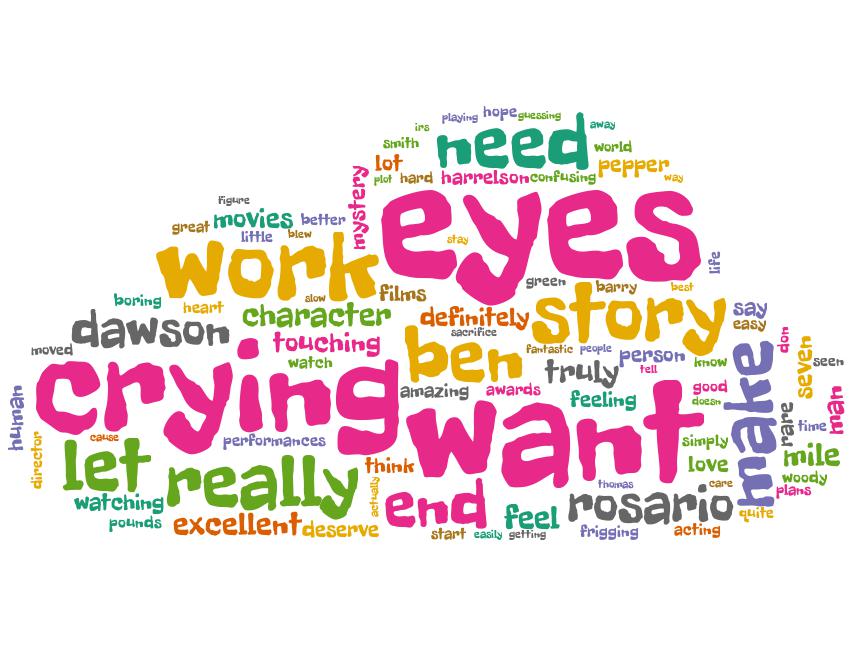 playing hope guessing
irs need away
smith world
lot pepper
plot hard harrelson confusing way
mystery eyes
figure
great movies better
little blew
work stay life
green barry best
boring slow films
heart character definitely story say
easy
dawson touching sacrifice
moved ben fantastic people person know don
watch truly tell seven seen
crying amazing awards feeling good doesn make
human want rare time man
director cause performances simply
let really think love mile
actually thomas care woody
watching end feel rosario plans
pounds excellent deserve quite
start easily getting frigging acting